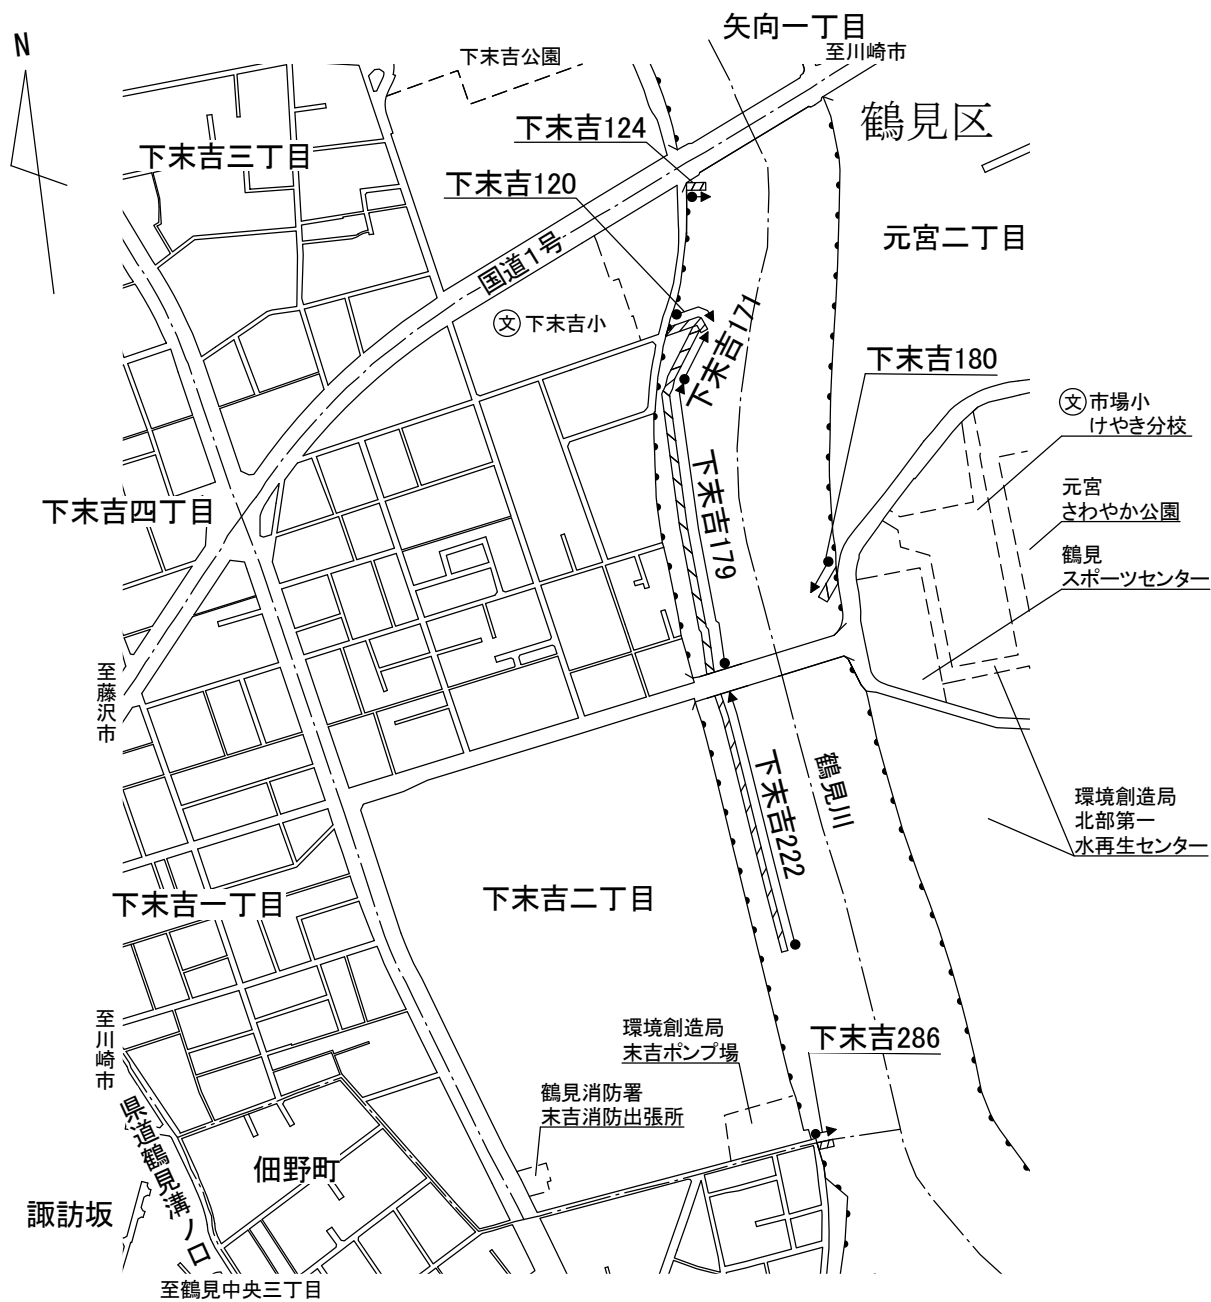 N
矢向一丁目
至川崎市
下末吉公園
鶴見区
下末吉124
下末吉三丁目
下末吉120
元宮二丁目
国道1号
文 下末吉小
下末吉171
下末吉180
文 市場小
けやき分校
下末吉179
元宮
さわやか公園
下末吉四丁目
鶴見
スポーツセンター
至藤沢市
下末吉222
鶴見川
環境創造局
北部第一
水再生センター
下末吉一丁目
下末吉二丁目
至川崎市
環境創造局
末吉ポンプ場
下末吉286
鶴見消防署
末吉消防出張所
県道鶴見溝ノ口
佃野町
諏訪坂
至鶴見中央三丁目